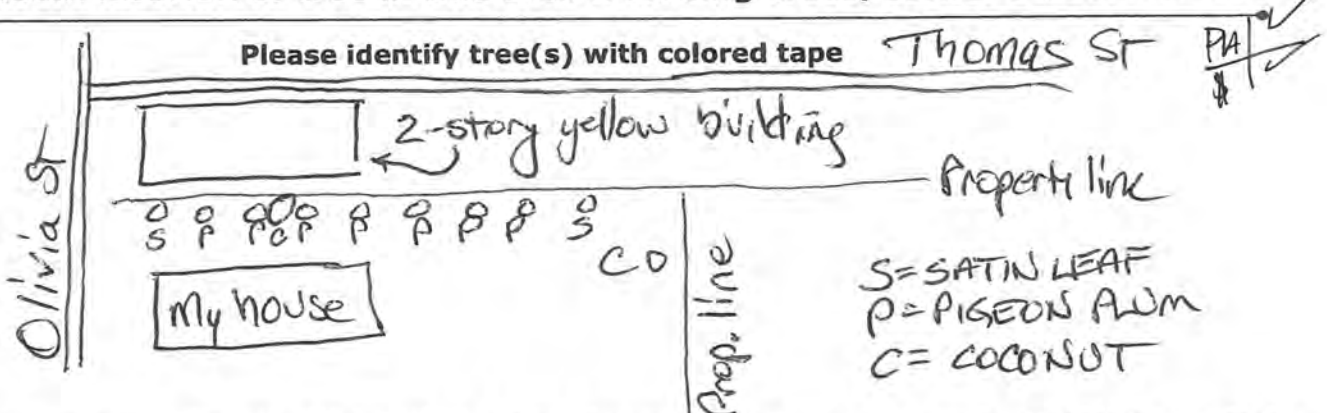 Please identify tree(s) with colored tape Thomas ST PIA
$
2-story yellow building
Olivia ST
Property line
S P P C P P P P P S
C
My house
Prop. line
S=SATIN LEAF
P=PIGEON PLUM
C=COCONUT